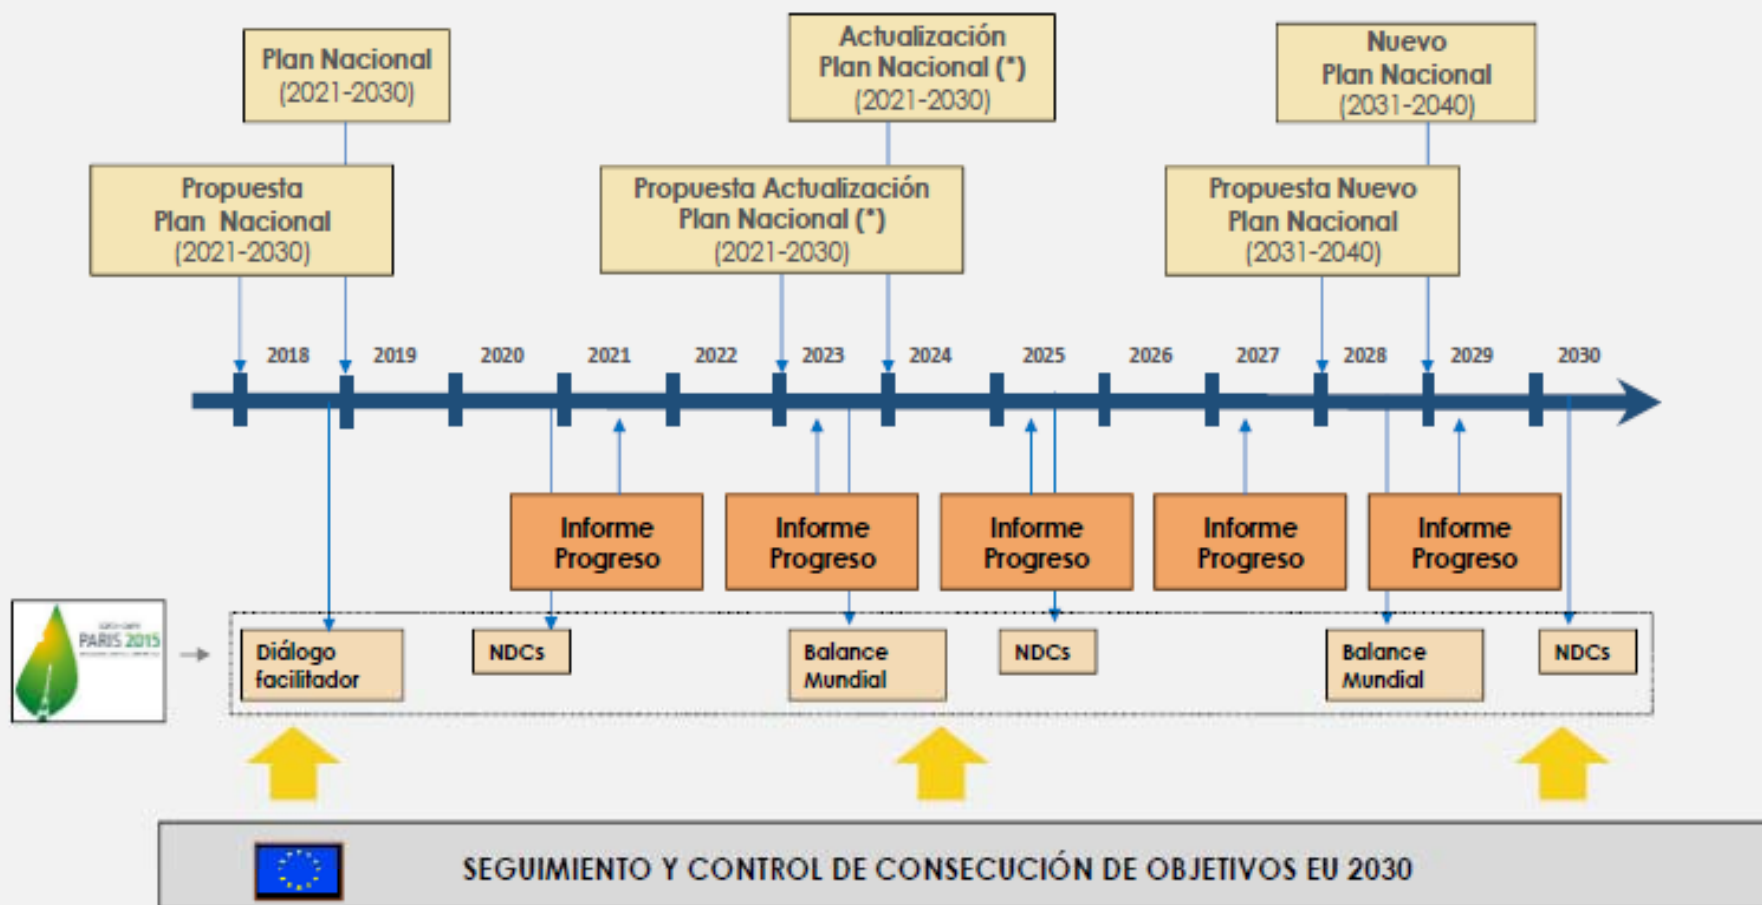 Plan Nacional
(2021-2030)
Actualización
Plan Nacional (*)
(2021-2030)
Nuevo
Plan Nacional
(2031-2040)
Propuesta
Plan Nacional
(2021-2030)
Propuesta Actualización
Plan Nacional (*)
(2021-2030)
Propuesta Nuevo
Plan Nacional
(2031-2040)
2018 2019 2020 2021 2022 2023 2024 2025 2026 2027 2028 2029 2030
Informe
Progreso
Informe
Progreso
Informe
Progreso
Informe
Progreso
Informe
Progreso
PARIS 2015
Diálogo
facilitador
NDCs
Balance
Mundial
NDCs
Balance
Mundial
NDCs
SEGUIMIENTO Y CONTROL DE CONSECUCIÓN DE OBJETIVOS EU 2030